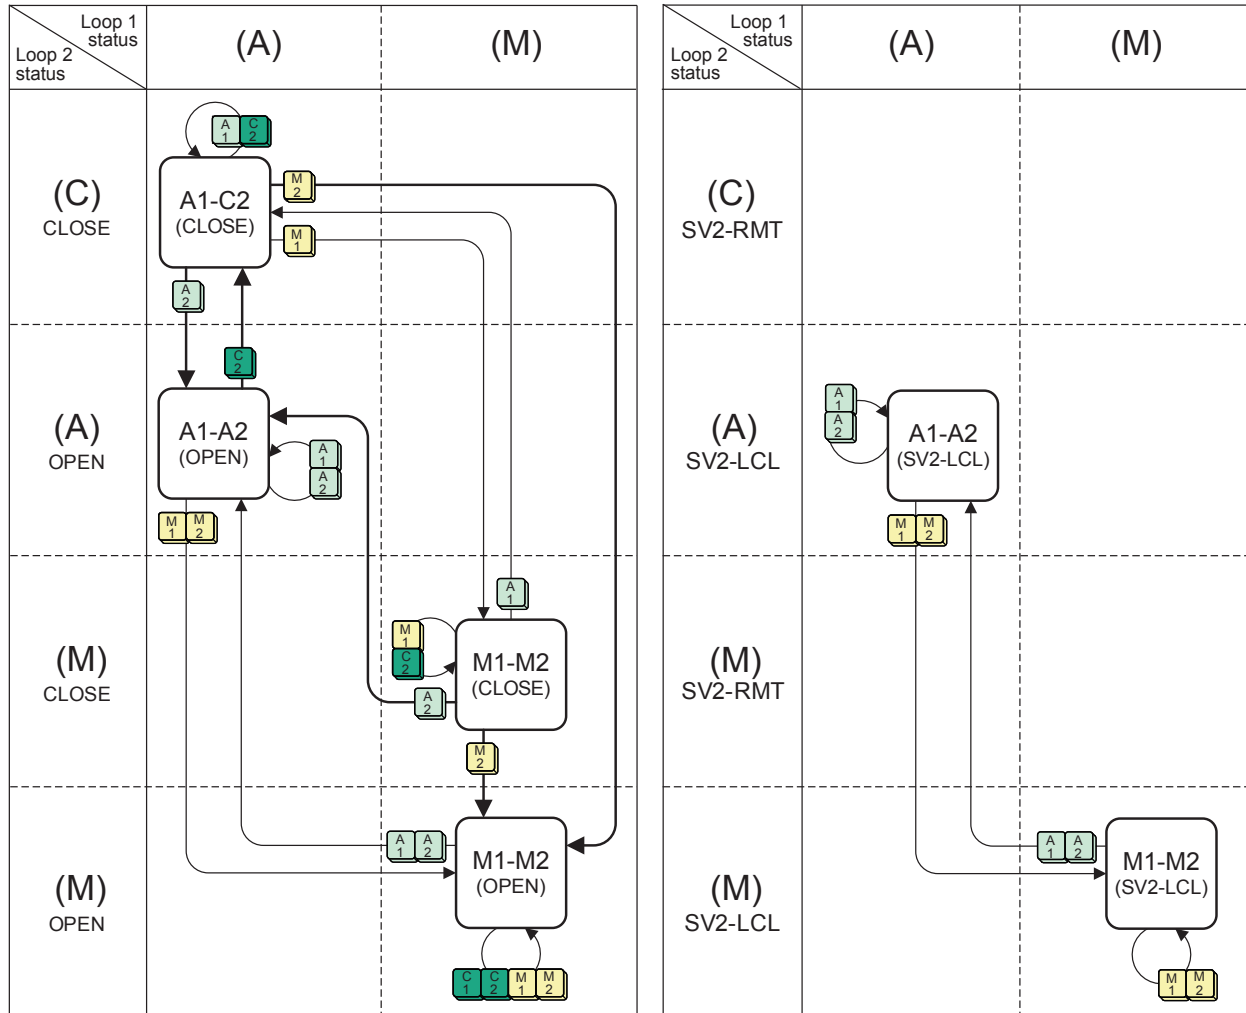 Loop 1
status
Loop 2
status
(A)
(M)
Loop 1
status
Loop 2
status
(A)
(M)
A
1
C
2
(C)
CLOSE
A1-C2
(CLOSE)
M
2
M
1
A
2
(C)
SV2-RMT
C
2
(A)
OPEN
A1-A2
(OPEN)
A
1
A
2
M
1
M
2
(A)
SV2-LCL
A
1
A
2
A1-A2
(SV2-LCL)
M
1
M
2
A
1
(M)
CLOSE
M
1
C
2
M1-M2
(CLOSE)
A
2
M
2
(M)
SV2-RMT
(M)
OPEN
A
1
A
2
M1-M2
(OPEN)
C
1
C
2
M
1
M
2
(M)
SV2-LCL
A
1
A
2
M1-M2
(SV2-LCL)
M
1
M
2